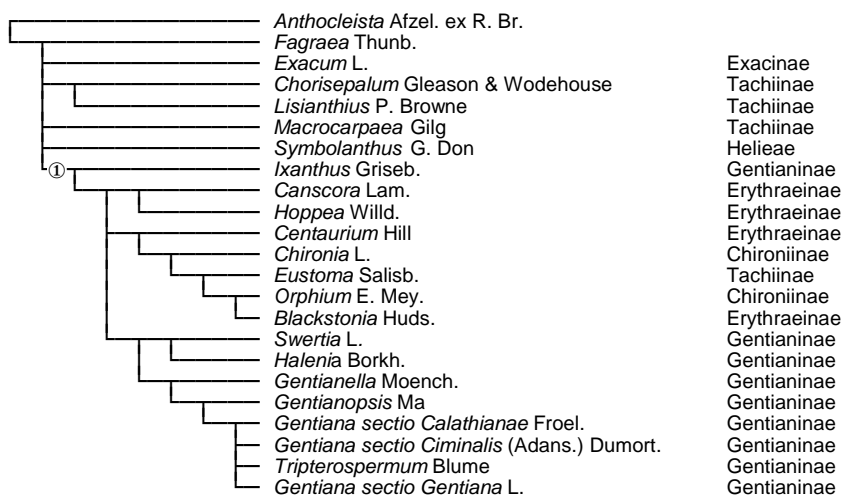 Anthocleista Afzel. ex R. Br.
Fagraea Thunb.
Exacum L. Exacinae
Chorisepalum Gleason & Wodehouse Tachiinae
Lisianthius P. Browne Tachiinae
Macrocarpaea Gilg Tachiinae
Symbolanthus G. Don Helieae
① Ixanthus Griseb. Gentianinae
Canscora Lam. Erythraeinae
Hoppea Willd. Erythraeinae
Centaurium Hill Erythraeinae
Chironia L. Chironiinae
Eustoma Salisb. Tachiinae
Orphium E. Mey. Chironiinae
Blackstonia Huds. Erythraeinae
Swertia L. Gentianinae
Halenia Borkh. Gentianinae
Gentianella Moench. Gentianinae
Gentianopsis Ma Gentianinae
Gentiana sectio Calathianae Froel. Gentianinae
Gentiana sectio Ciminalis (Adans.) Dumort. Gentianinae
Tripterospermum Blume Gentianinae
Gentiana sectio Gentiana L. Gentianinae